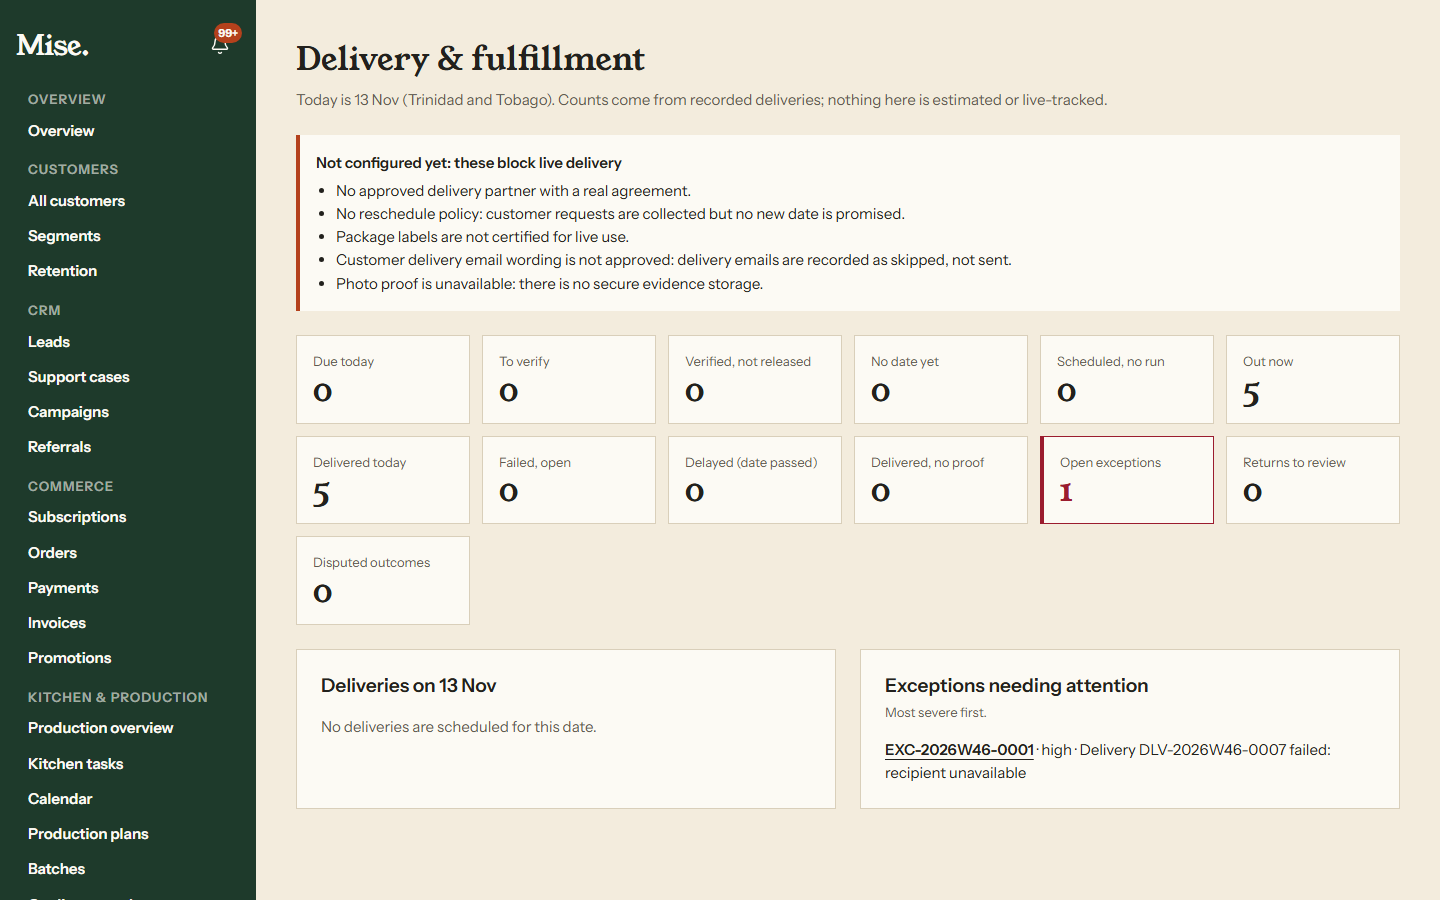 Mise.
99+
OVERVIEW
Overview
CUSTOMERS
All customers
Segments
Retention
CRM
Leads
Support cases
Campaigns
Referrals
COMMERCE
Subscriptions
Orders
Payments
Invoices
Promotions
KITCHEN & PRODUCTION
Production overview
Kitchen tasks
Calendar
Production plans
Batches
Delivery & fulfillment
Today is 13 Nov (Trinidad and Tobago). Counts come from recorded deliveries; nothing here is estimated or live-tracked.
Not configured yet: these block live delivery
• No approved delivery partner with a real agreement.
• No reschedule policy: customer requests are collected but no new date is promised.
• Package labels are not certified for live use.
• Customer delivery email wording is not approved: delivery emails are recorded as skipped, not sent.
• Photo proof is unavailable: there is no secure evidence storage.
Due today
0
To verify
0
Verified, not released
0
No date yet
0
Scheduled, no run
0
Out now
5
Delivered today
5
Failed, open
0
Delayed (date passed)
0
Delivered, no proof
0
Open exceptions
1
Returns to review
0
Disputed outcomes
0
Deliveries on 13 Nov
No deliveries are scheduled for this date.
Exceptions needing attention
Most severe first.
EXC-2026W46-0001 · high · Delivery DLV-2026W46-0007 failed:
recipient unavailable